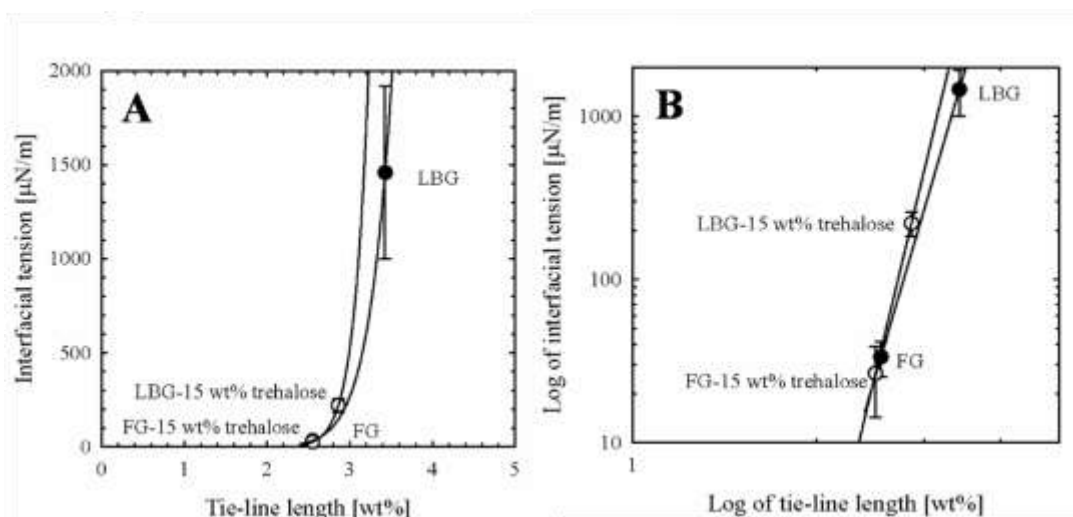 A
Interfacial tension [µN/m]
2000
1500
1000
500
0
LBG
LBG-15 wt% trehalose
FG-15 wt% trehalose
FG
0 1 2 3 4 5
Tie-line length [wt%]
B
Log of interfacial tension [µN/m]
1000
100
10
LBG
LBG-15 wt% trehalose
FG
FG-15 wt% trehalose
1
Log of tie-line length [wt%]